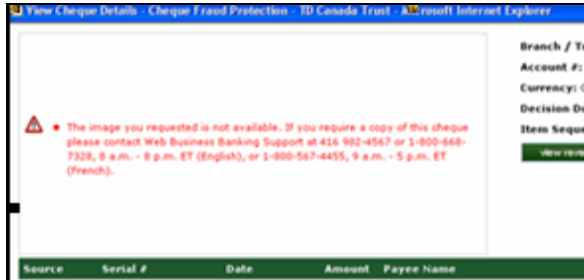 View Cheque Details - Cheque Fraud Protection - TD Canada Trust - Microsoft Internet Explorer
Branch / 
Account #:
Currency:
Decision
Item
The image you requested is not available. If you require a copy of this cheque
please contact Web Business Banking Support at 416 982-4567 or 1-800-668-
7328, 8 a.m. - 8 p.m. ET (English), or 1-800-567-4455, 9 a.m. - 5 p.m. ET
(French).
View
Source Serial # Date Amount Payee Name